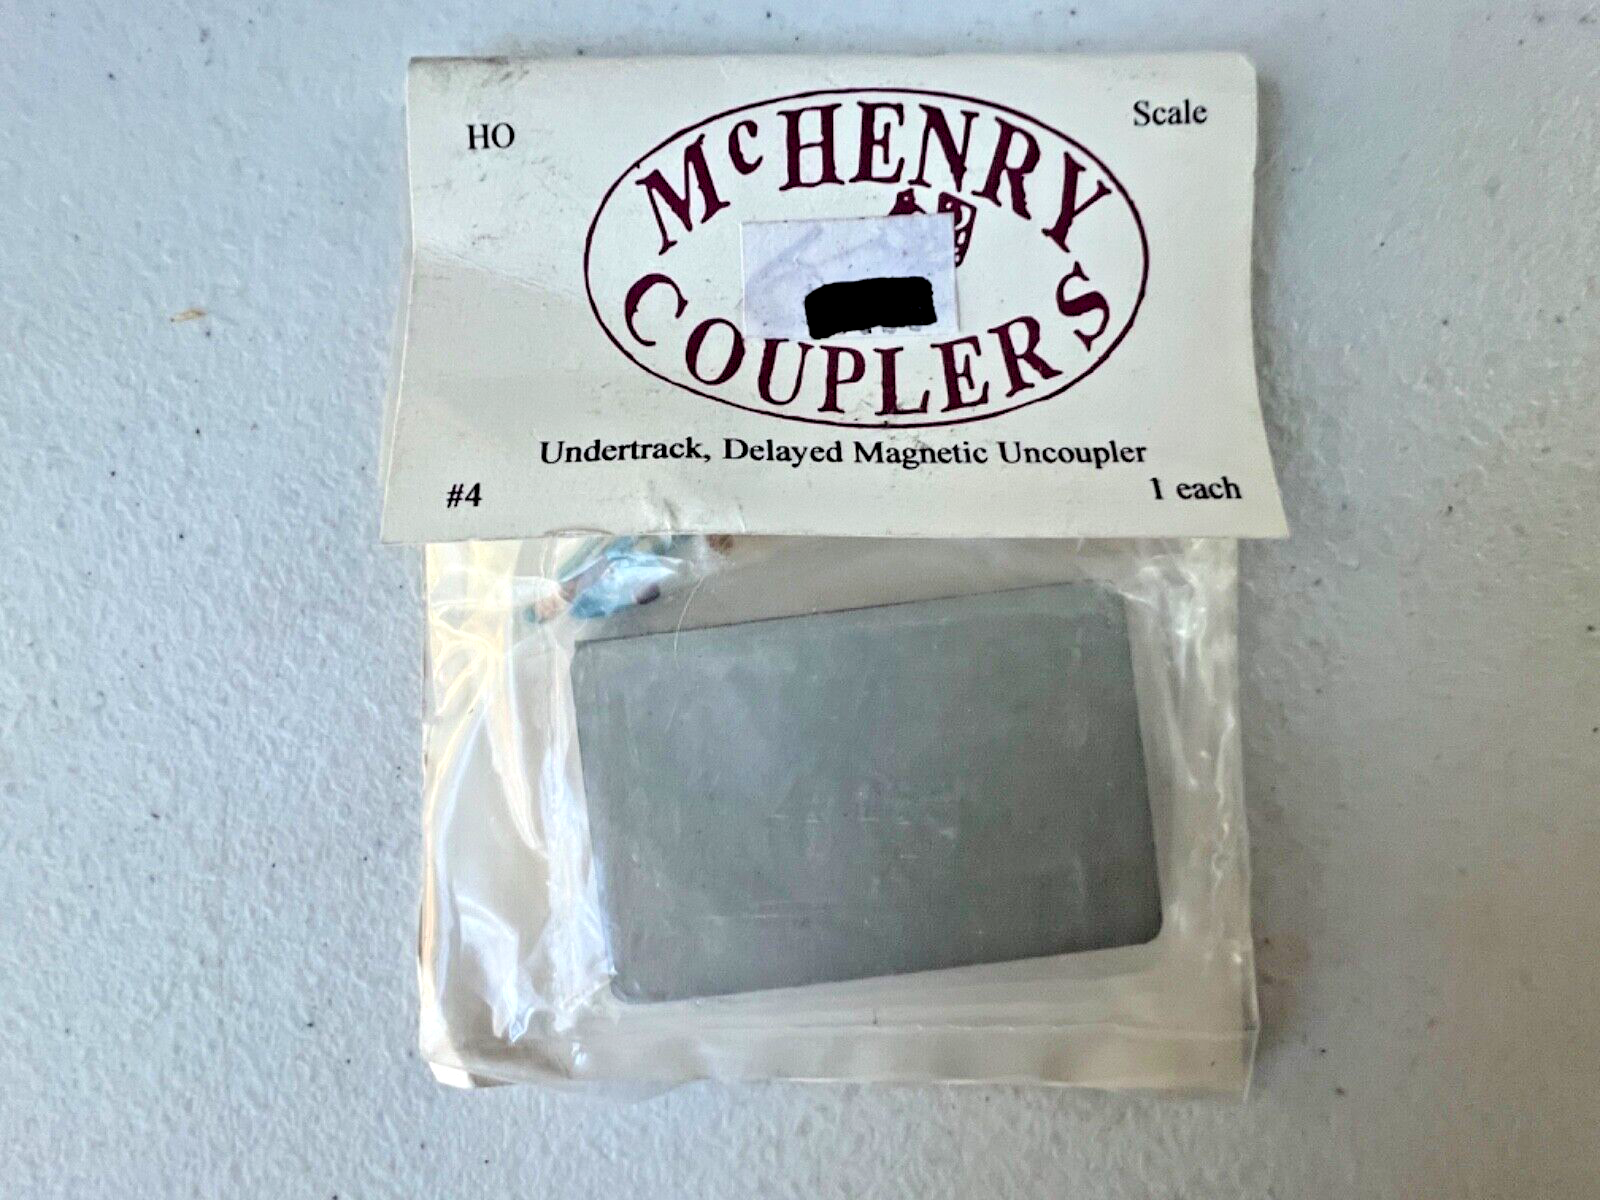 HO
Scale
McHENRY
COUPLERS
Undertrack, Delayed Magnetic Uncoupler
#4
1 each